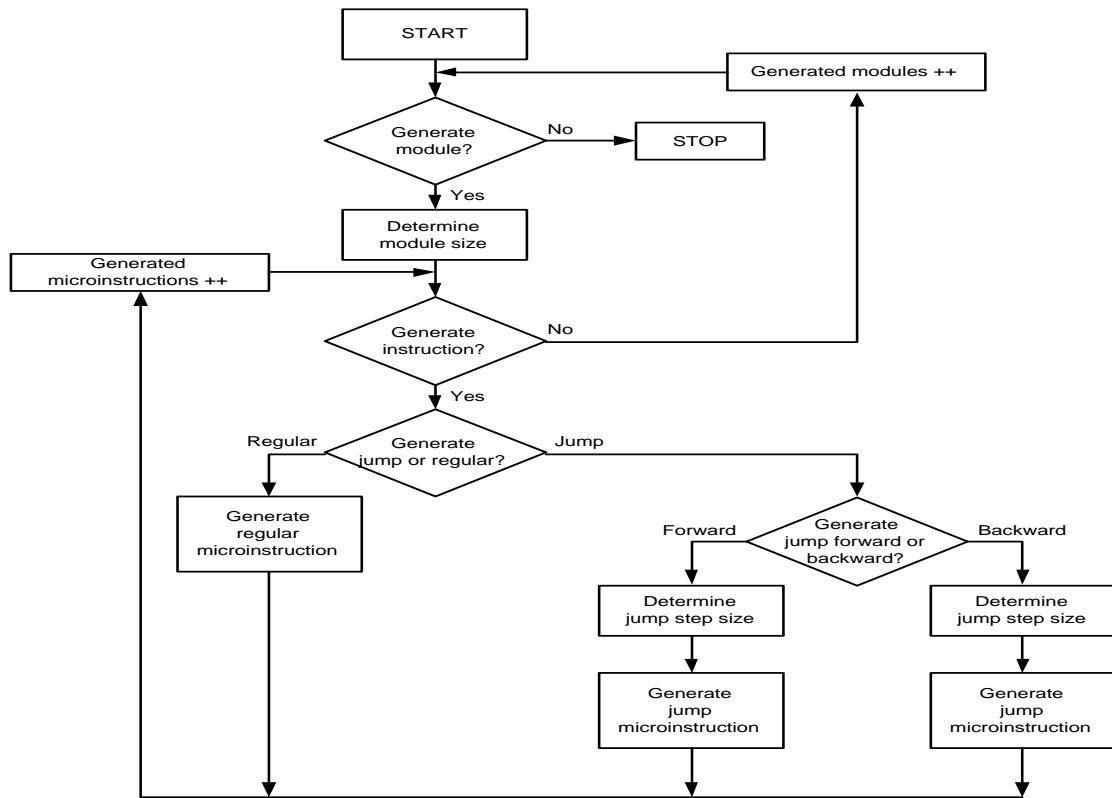 START
Generated modules ++
Generate
module?
No
STOP
Yes
Determine
module size
Generated
microinstructions ++
Generate
instruction?
No
Yes
Regular
Generate
jump or regular?
Jump
Generate
regular
microinstruction
Forward
Generate
jump forward or
backward?
Backward
Determine
jump step size
Determine
jump step size
Generate
jump
microinstruction
Generate
jump
microinstruction